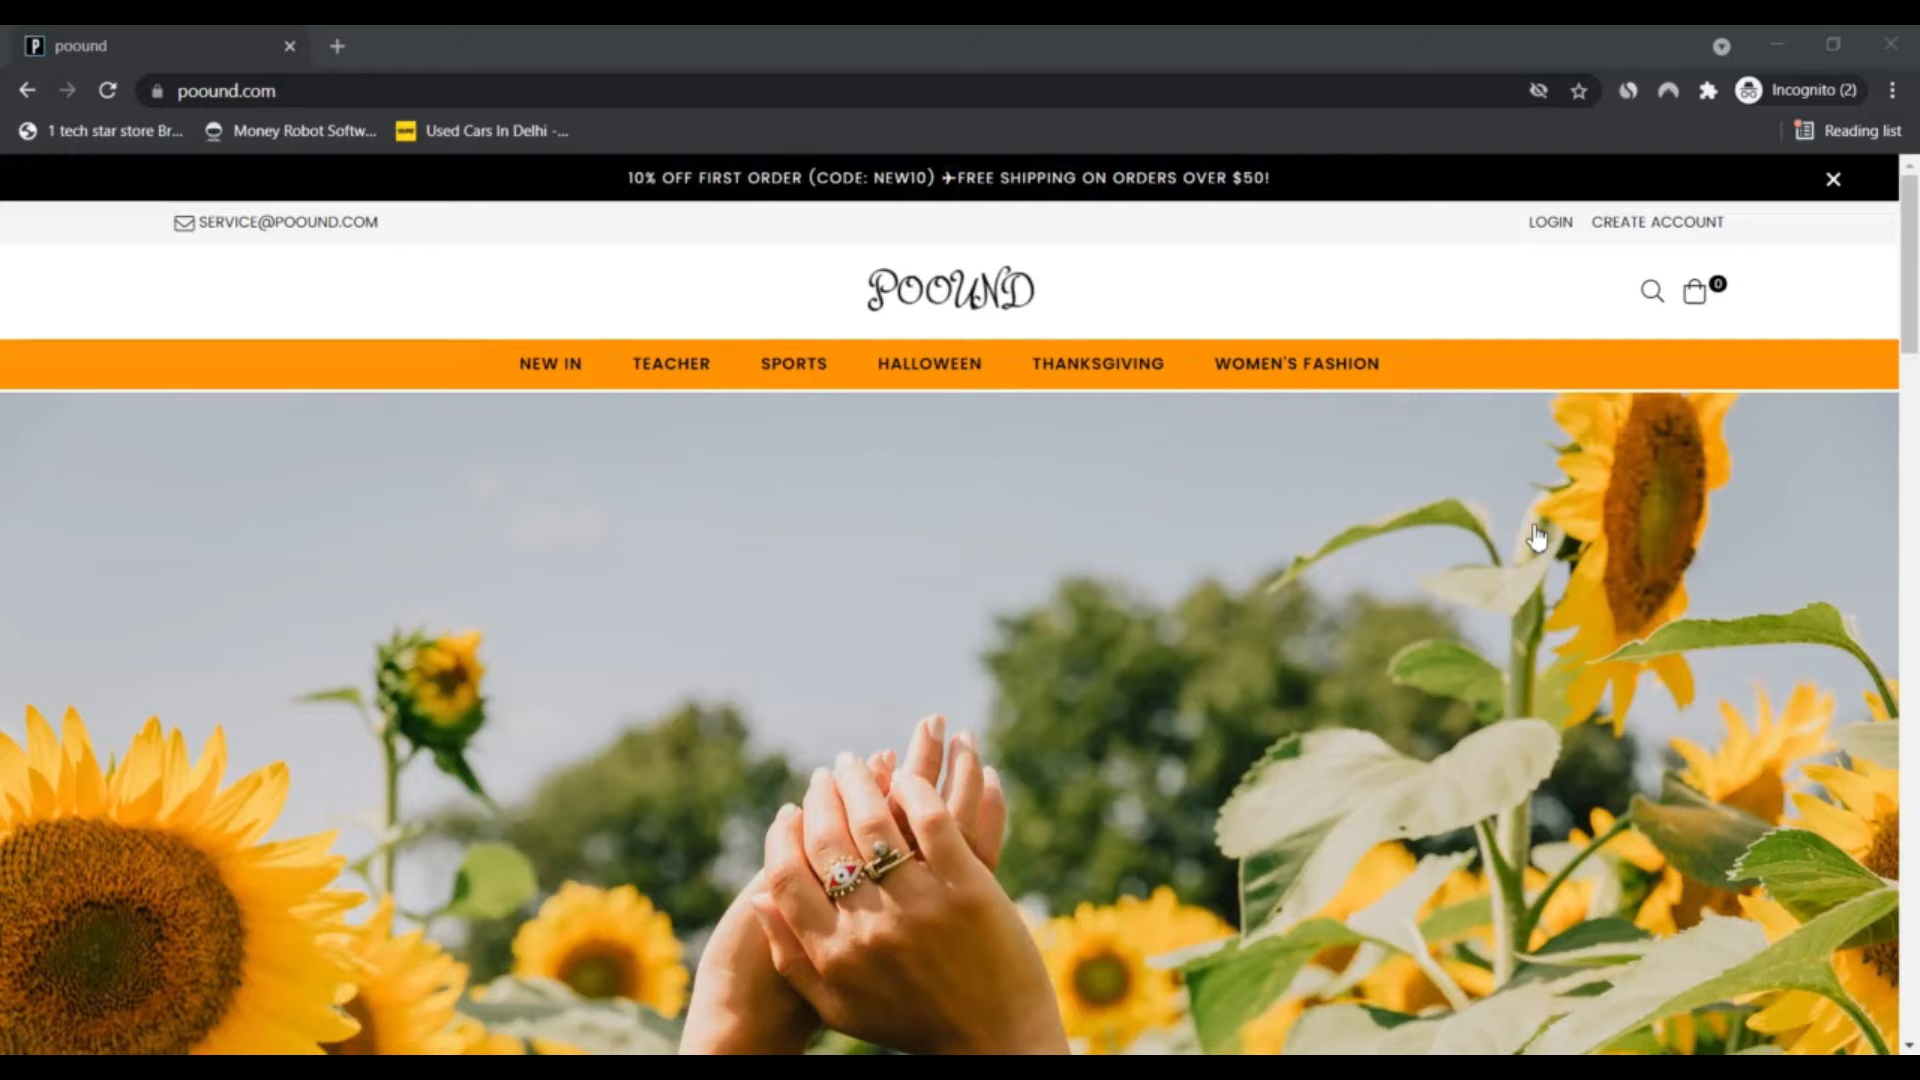 P poound
poound.com
Incognito (2)
1 tech star store Br...
Money Robot Softw...
Used Cars In Delhi -...
Reading list
10% OFF FIRST ORDER (CODE: NEW10) ✈FREE SHIPPING ON ORDERS OVER $50!
SERVICE@POOUND.COM
LOGIN
CREATE ACCOUNT
POOUND
0
NEW IN
TEACHER
SPORTS
HALLOWEEN
THANKSGIVING
WOMEN'S FASHION